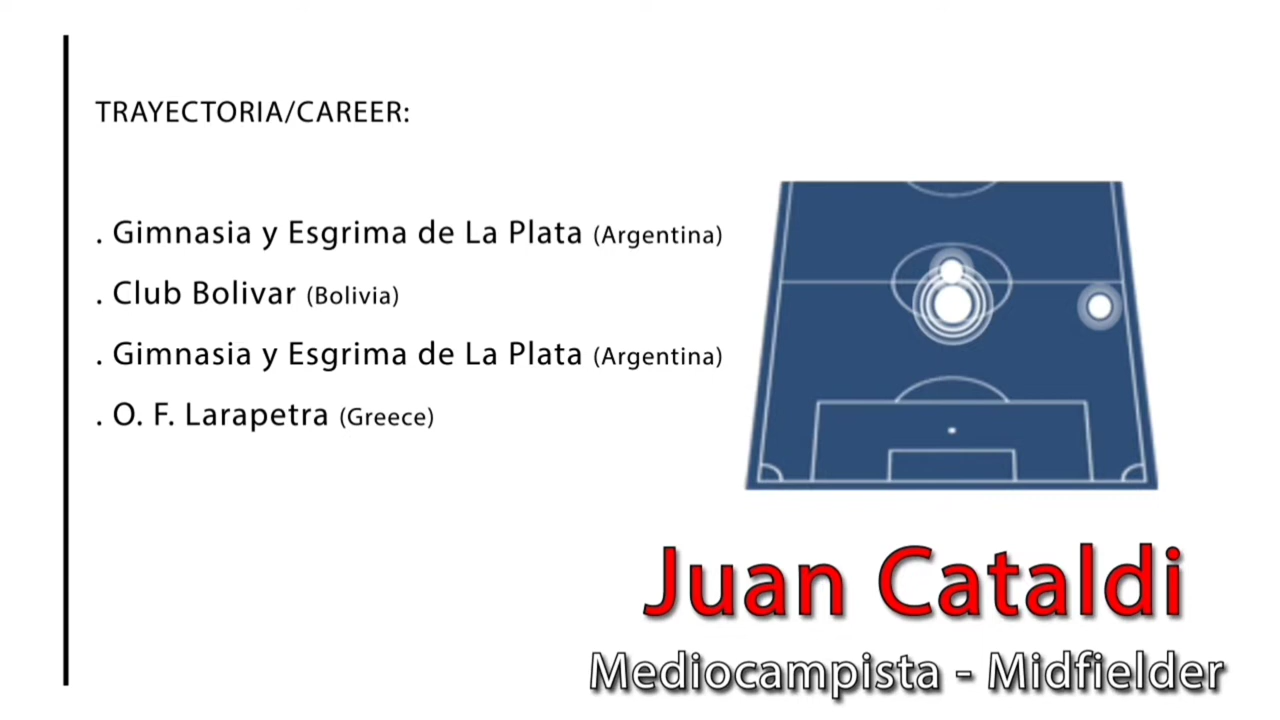 TRAYECTORIA/CAREER:
. Gimnasia y Esgrima de La Plata (Argentina)
. Club Bolivar (Bolivia)
. Gimnasia y Esgrima de La Plata (Argentina)
. O. F. Larapetra (Greece)
Juan Cataldi
Mediocampista - Midfielder